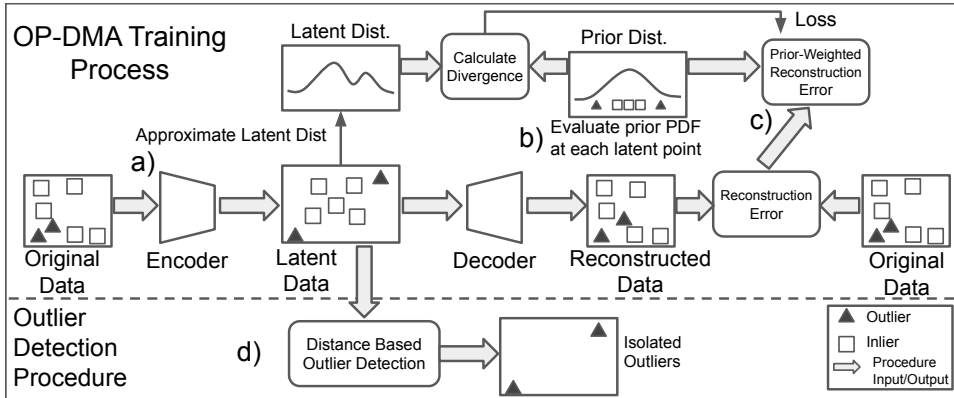 OP-DMA Training
Process
Latent Dist.
Calculate
Divergence
Prior Dist.
Loss
Prior-Weighted
Reconstruction
Error
Approximate Latent Dist
a)
b)
Evaluate prior PDF
at each latent point
c)
Reconstruction
Error
Original
Data
Encoder
Latent
Data
Decoder
Reconstructed
Data
Original
Data
Outlier
Detection
Procedure
d)
Distance Based
Outlier Detection
Isolated
Outliers
Outlier
Inlier
Procedure
Input/Output